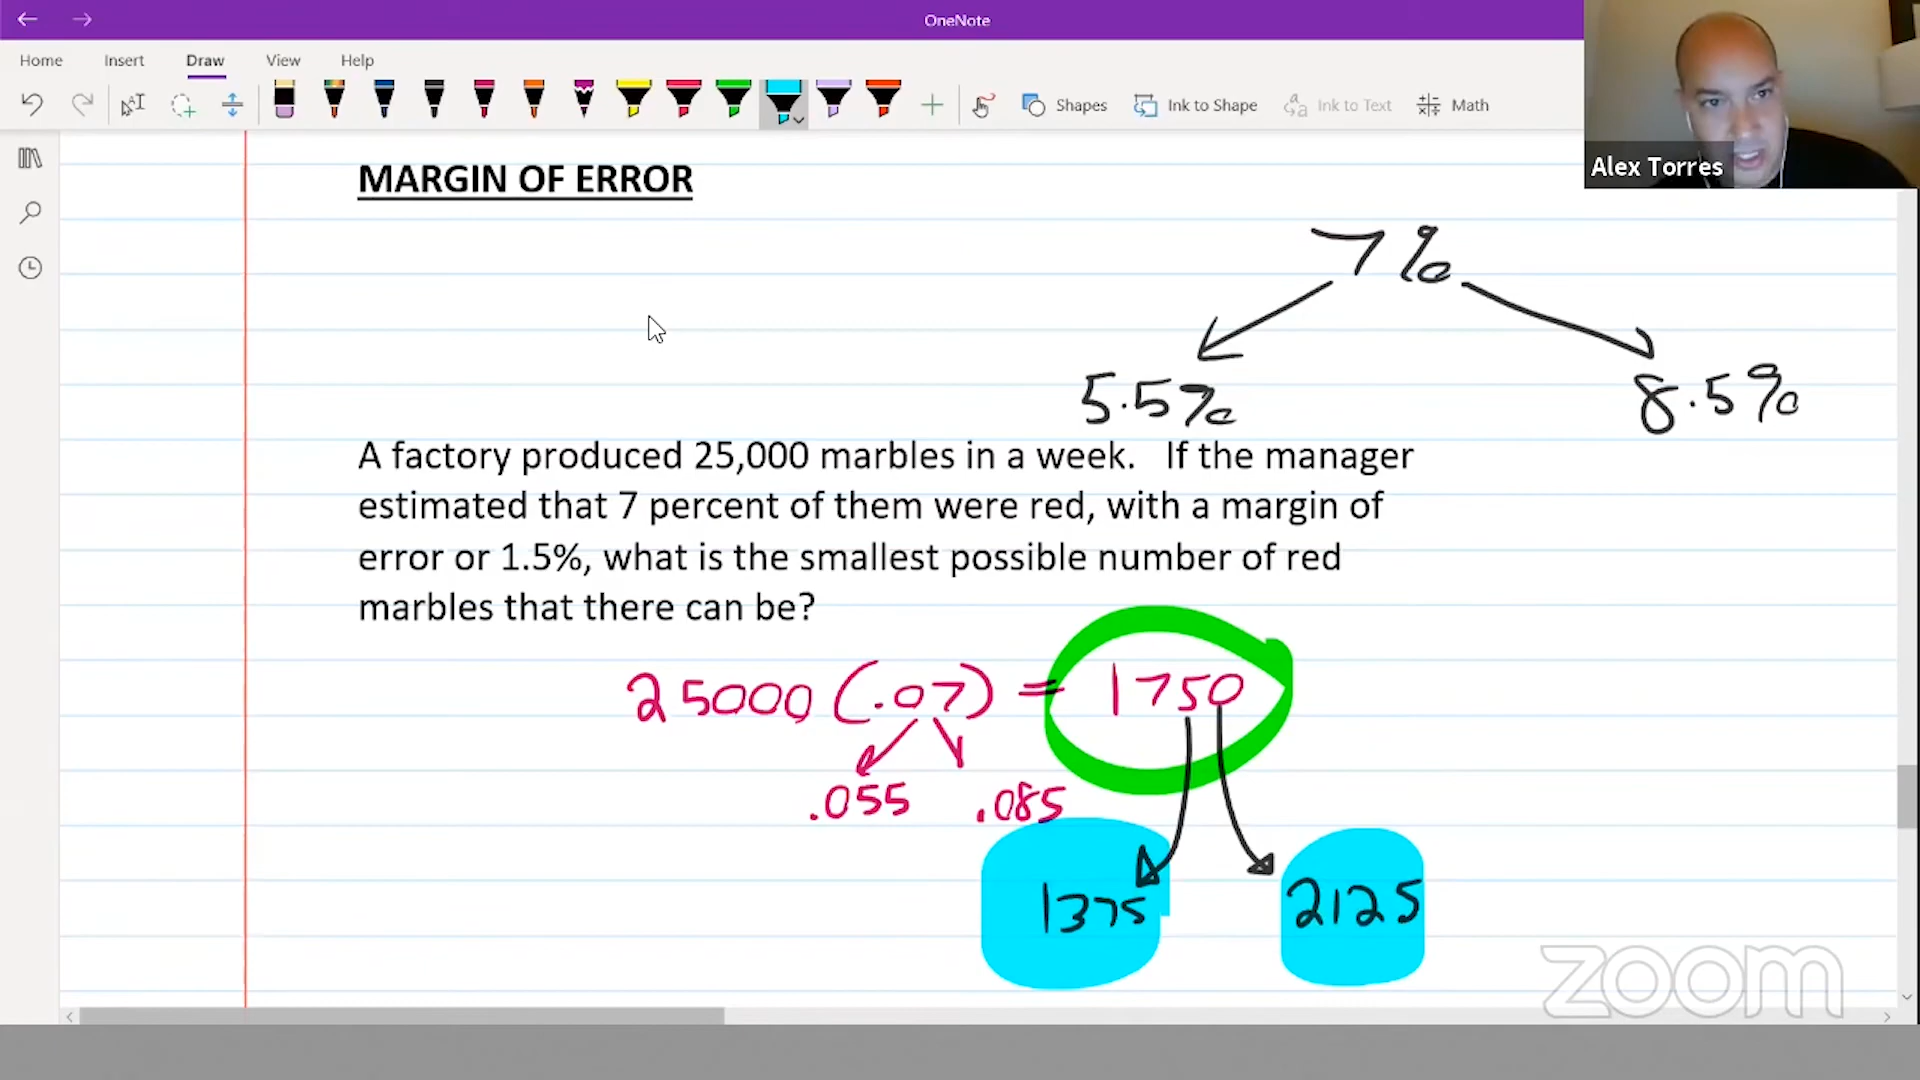 OneNote
Home Insert Draw View Help
Shapes Ink to Shape Ink to Text Math
Alex Torres
MARGIN OF ERROR
7%
5.5% 8.5%
A factory produced 25,000 marbles in a week. If the manager
estimated that 7 percent of them were red, with a margin of
error or 1.5%, what is the smallest possible number of red
marbles that there can be?
25000 (.07) = 1750
.055 .085
1375 2125
zoom